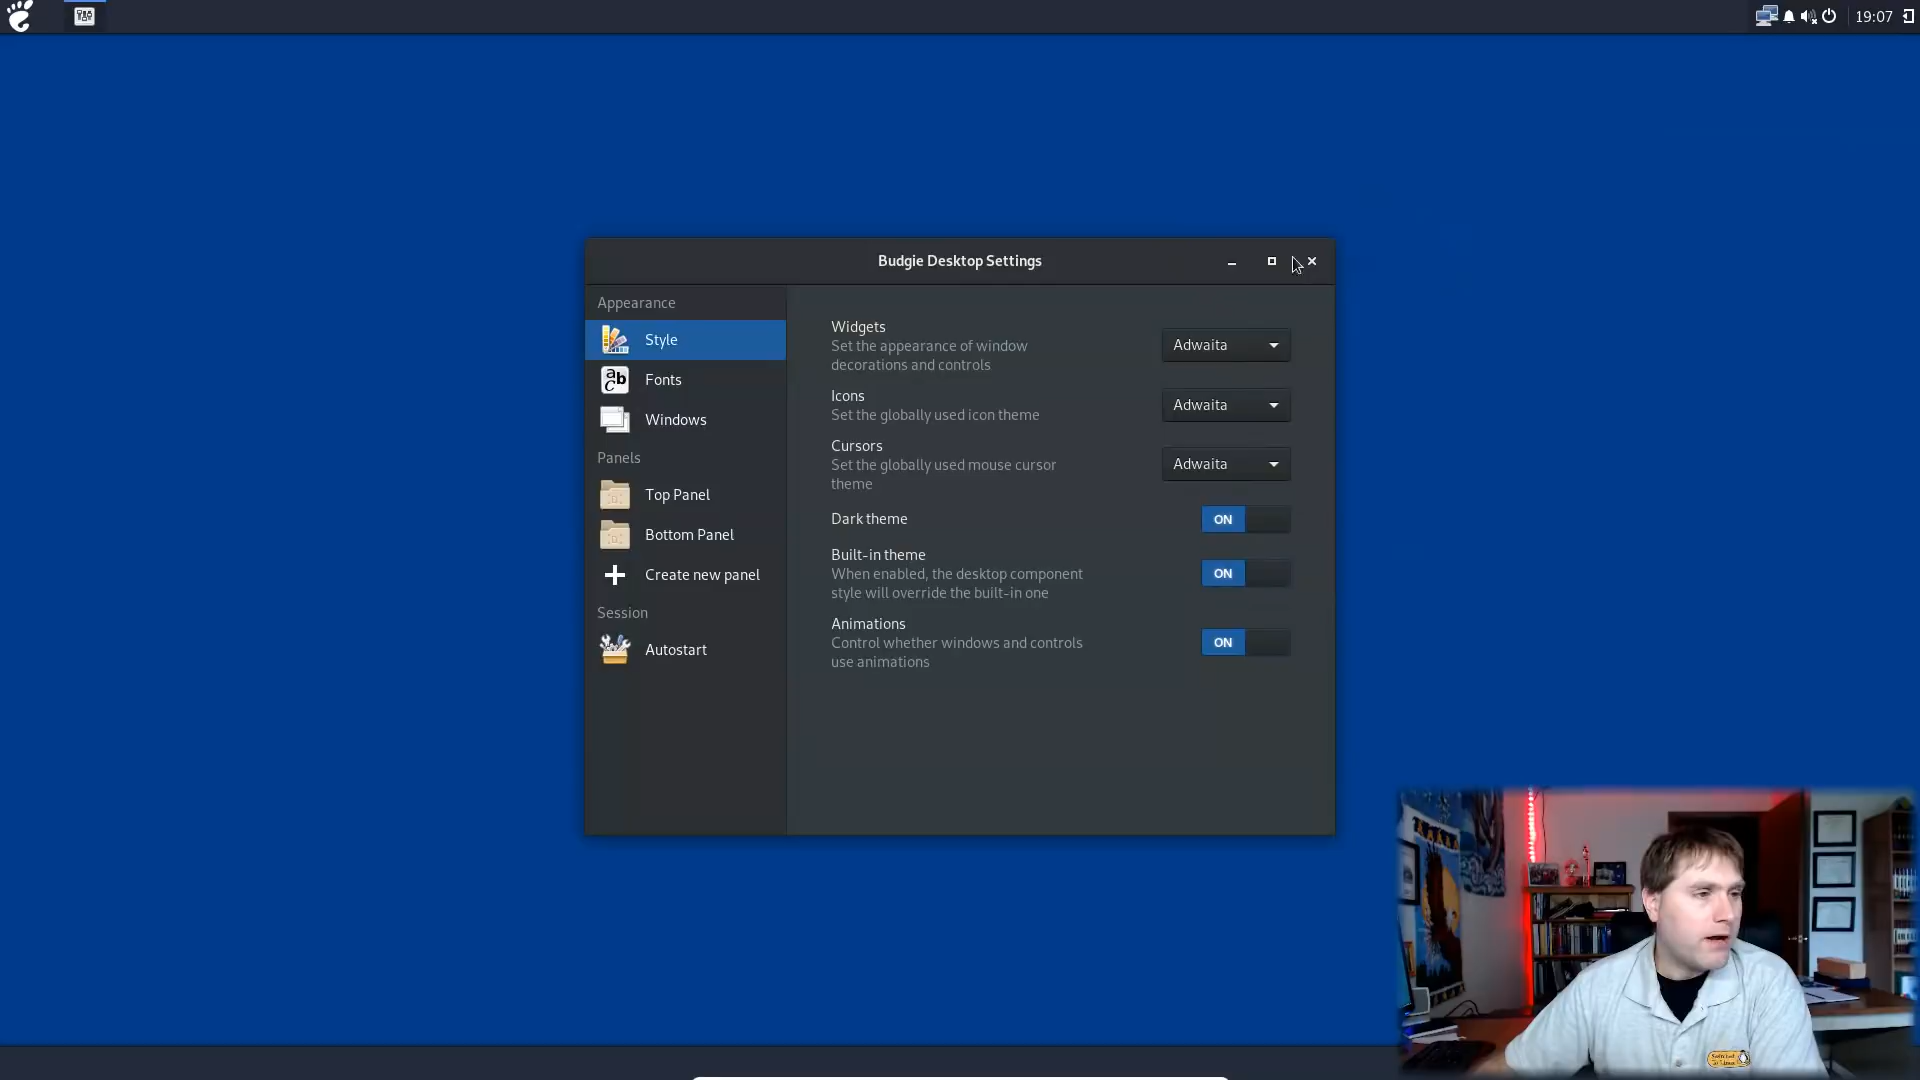 19:07
Budgie Desktop Settings
Appearance
Style
Fonts
Windows
Panels
Top Panel
Bottom Panel
Create new panel
Session
Autostart
Widgets
Set the appearance of window
decorations and controls
Adwaita
Icons
Set the globally used icon theme
Adwaita
Cursors
Set the globally used mouse cursor
theme
Adwaita
Dark theme
ON
Built-in theme
When enabled, the desktop component
style will override the built-in one
ON
Animations
Control whether windows and controls
use animations
ON